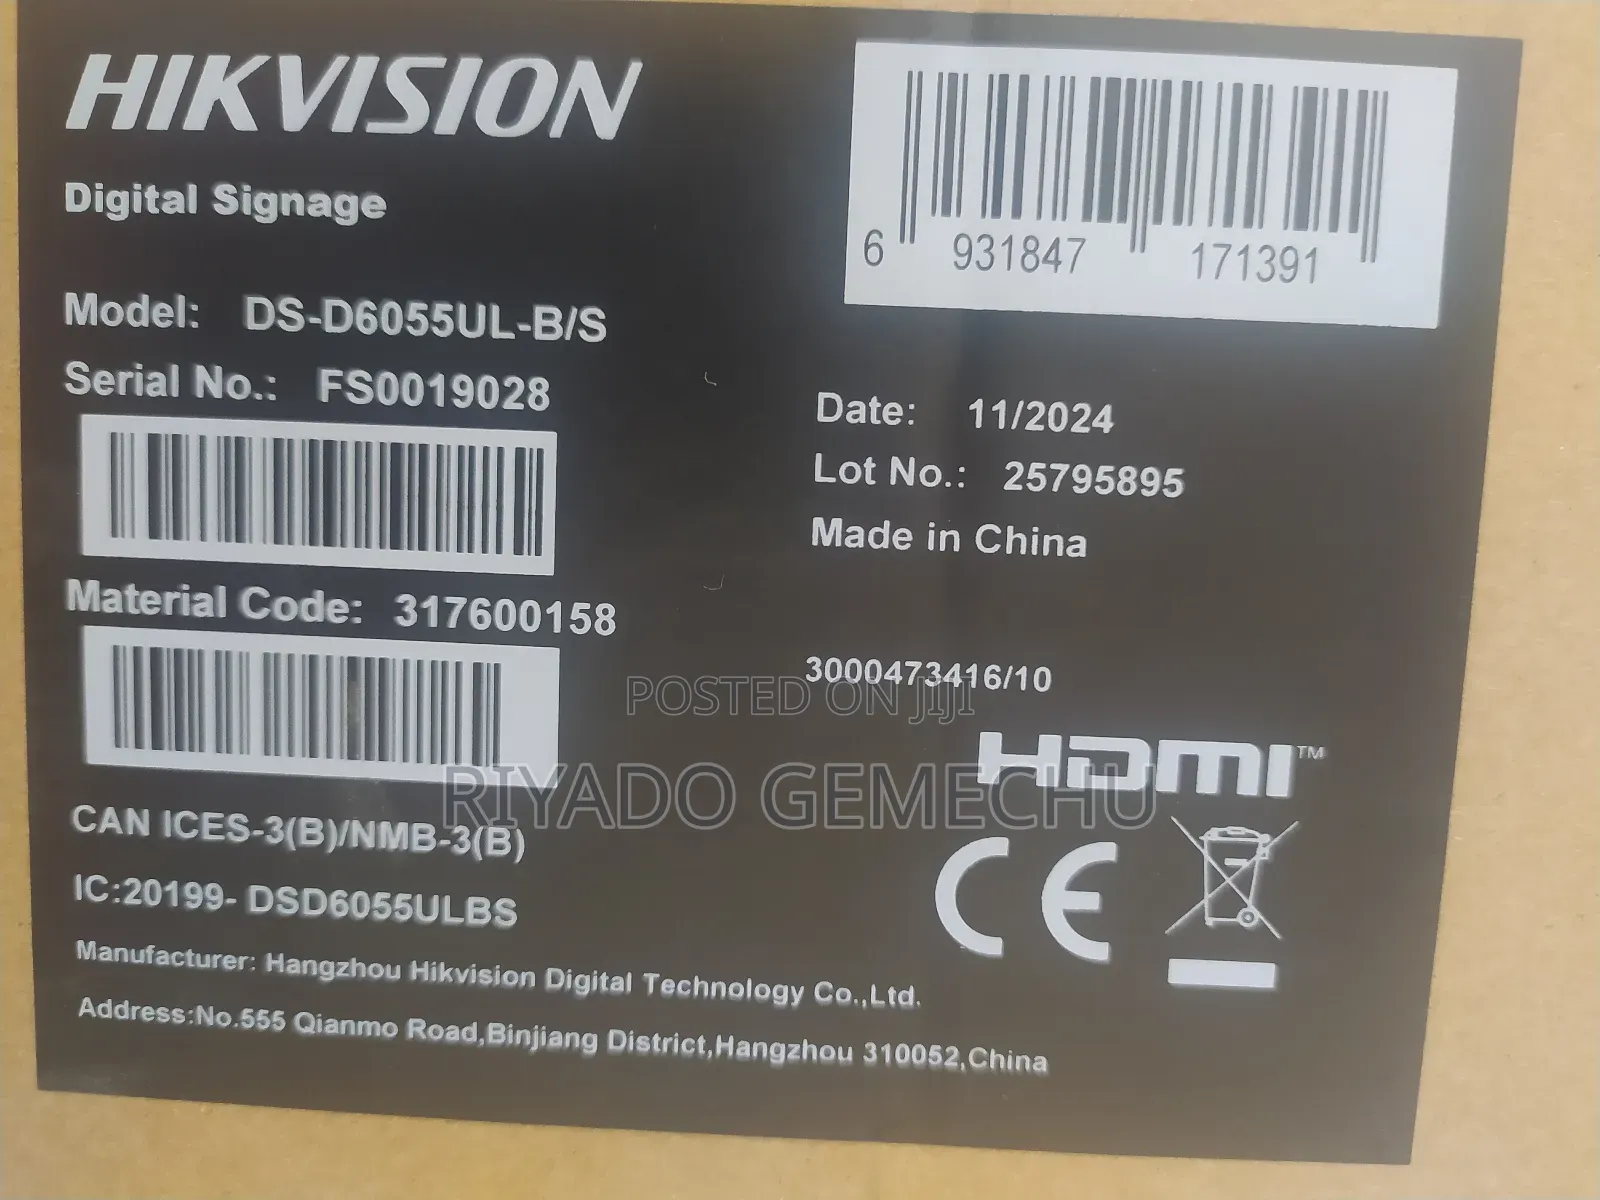 HIKVISION
Digital Signage
Model: DS-D6055UL-B/S
Serial No.: FS0019028
Material Code: 317600158
CAN ICES-3(B)/NMB-3(B)
IC:20199- DSD6055ULBS
Manufacturer: Hangzhou Hikvision Digital Technology Co.,Ltd.
Address:No.555 Qianmo Road,Binjiang District,Hangzhou 310052,China
6 931847 171391
Date: 11/2024
Lot No.: 25795895
Made in China
3000473416/10
HDMI™
CE
POSTED ON JIJI
RIYADO GEMECHU